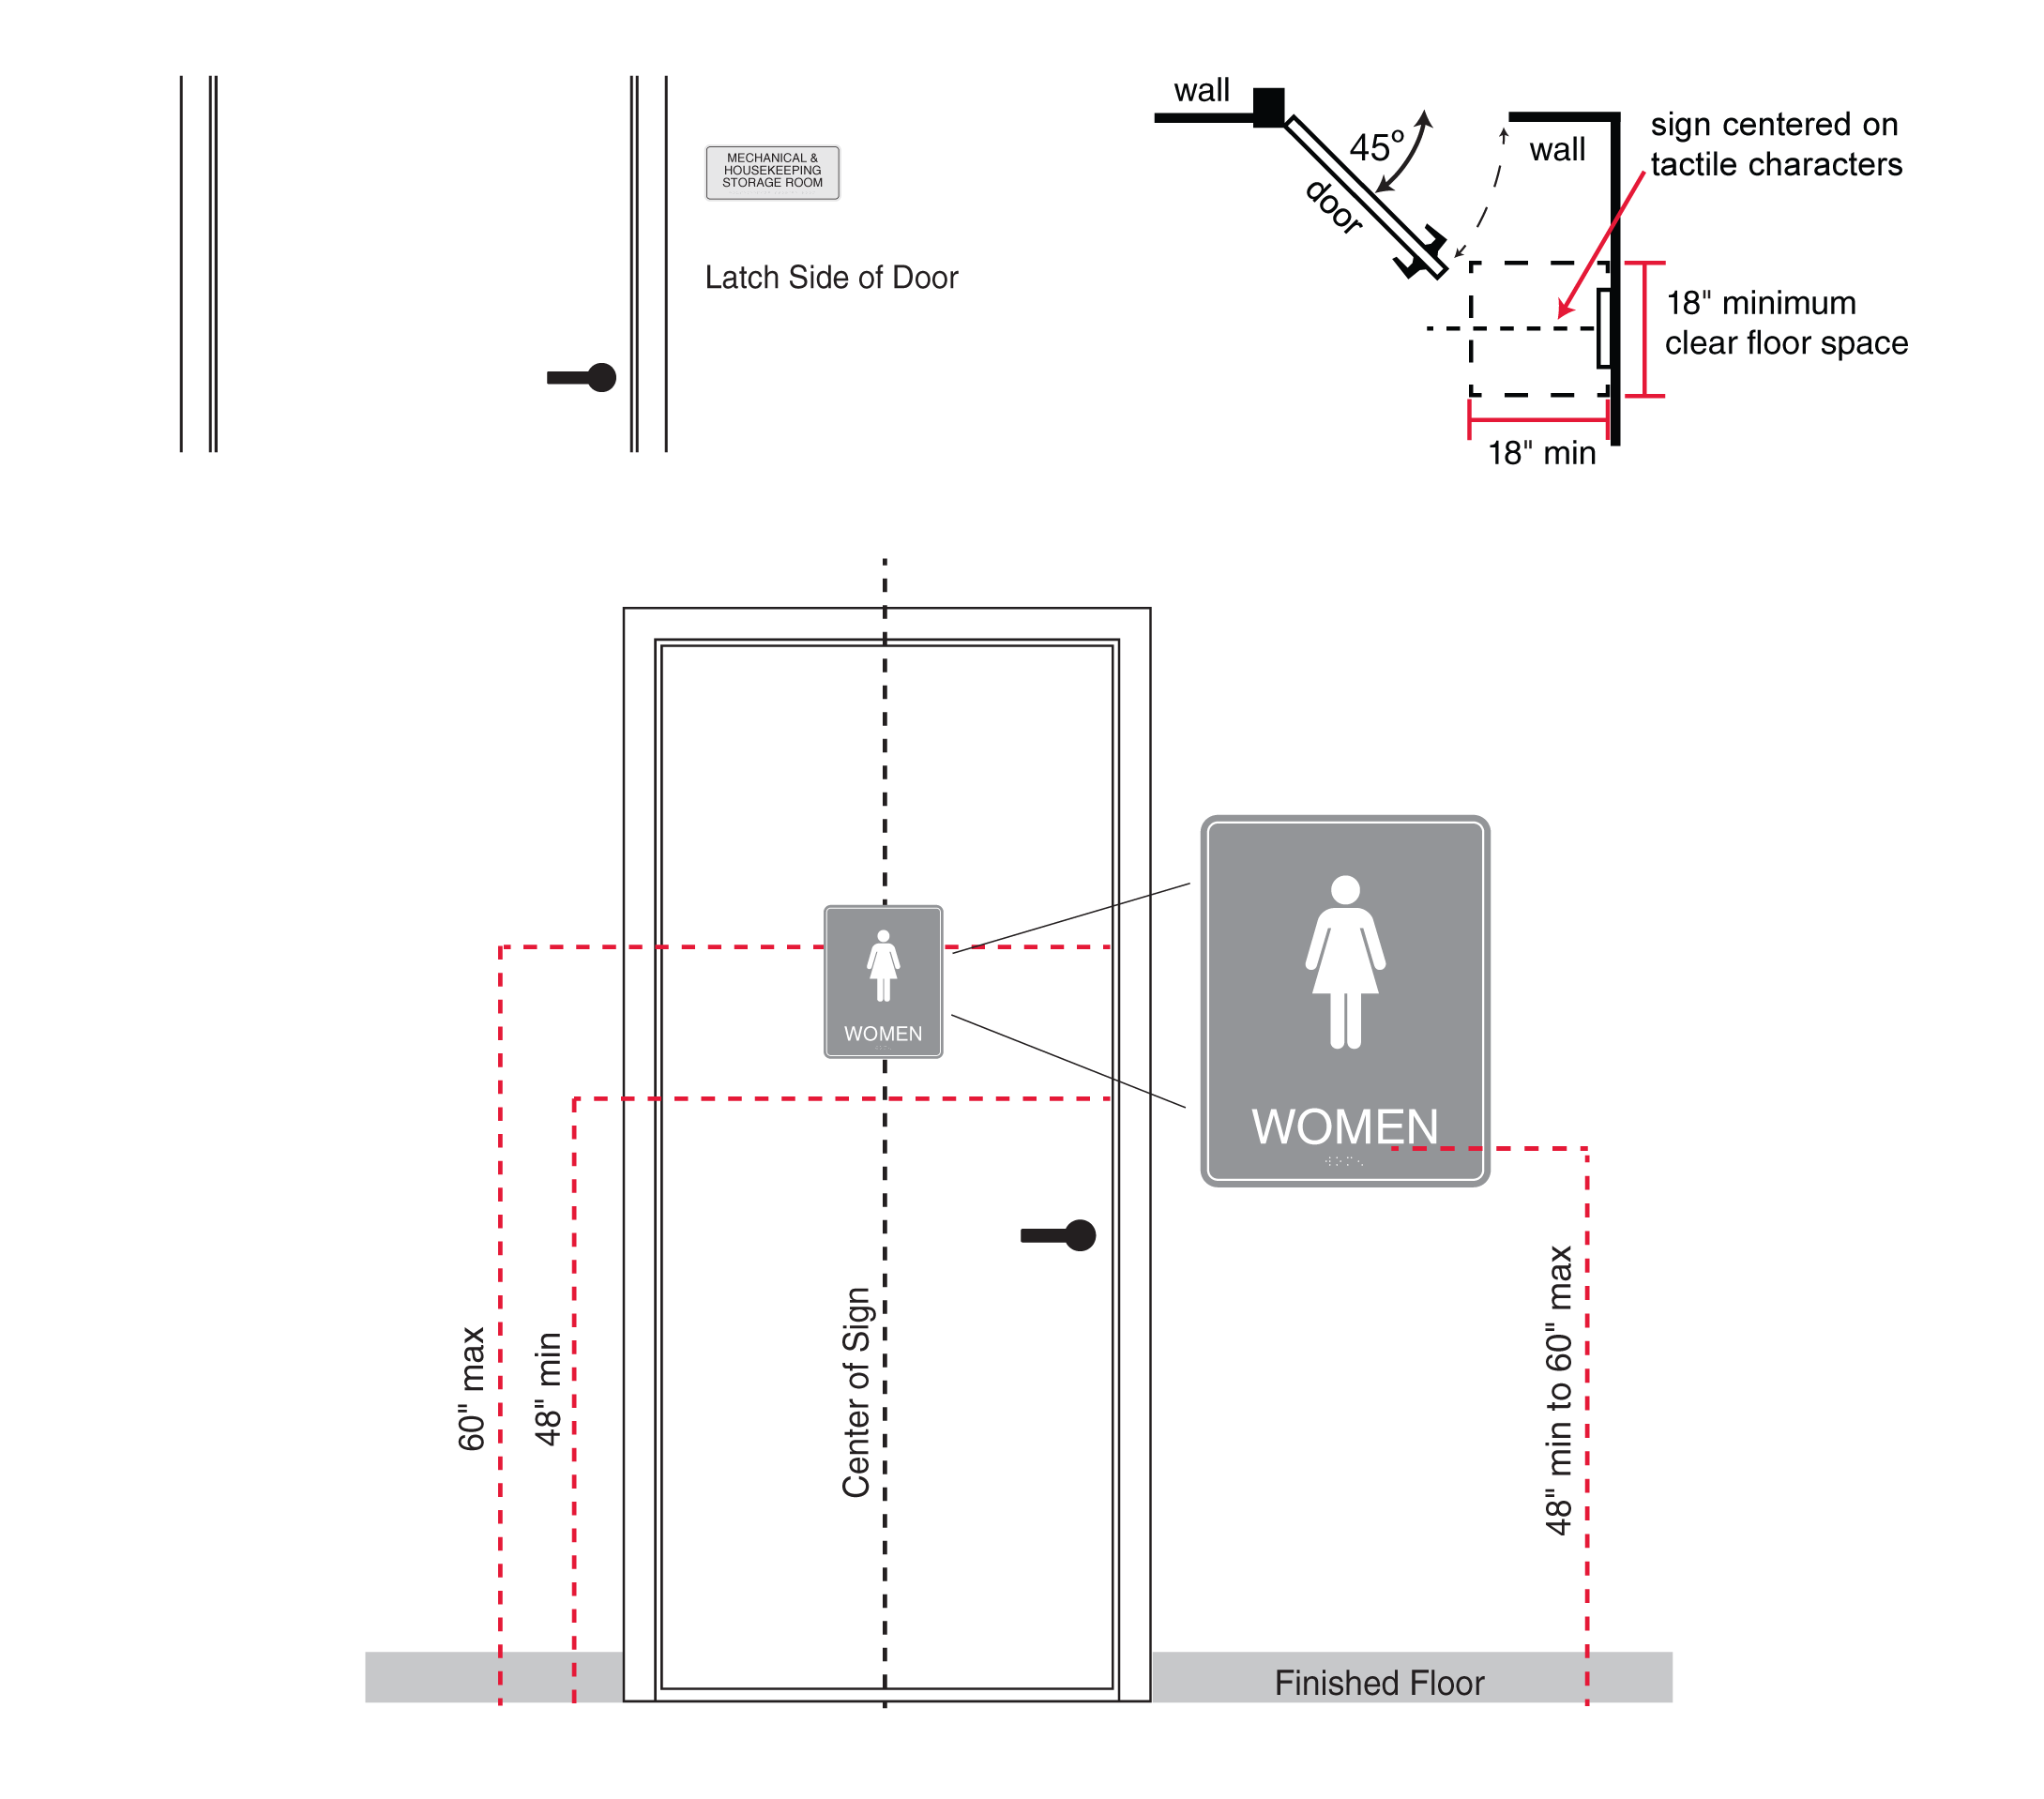 MECHANICAL &
HOUSEKEEPING
STORAGE ROOM
Latch Side of Door
wall
45°
door
wall
sign centered on
tactile characters
18" minimum
clear floor space
18" min
WOMEN
WOMEN
60" max
48" min
Center of Sign
48" min to 60" max
Finished Floor